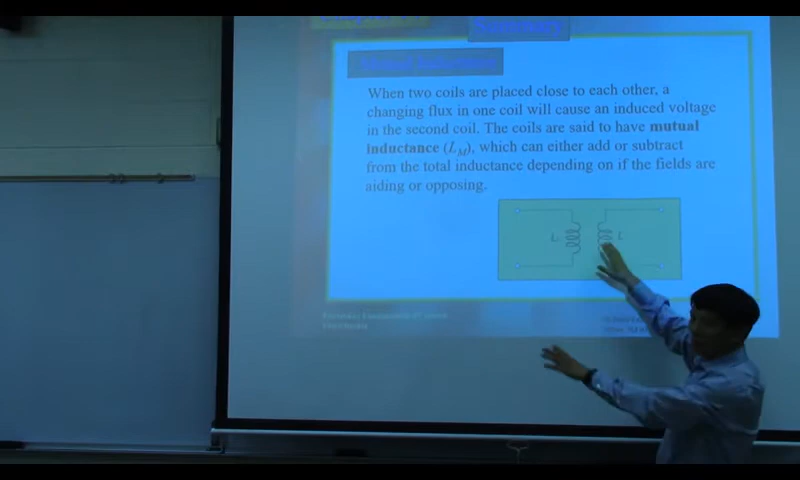 Summary
Mutual Inductance
When two coils are placed close to each other, a
changing flux in one coil will cause an induced voltage
in the second coil. The coils are said to have mutual
inductance (LM), which can either add or subtract
from the total inductance depending on if the fields are
aiding or opposing.
L L